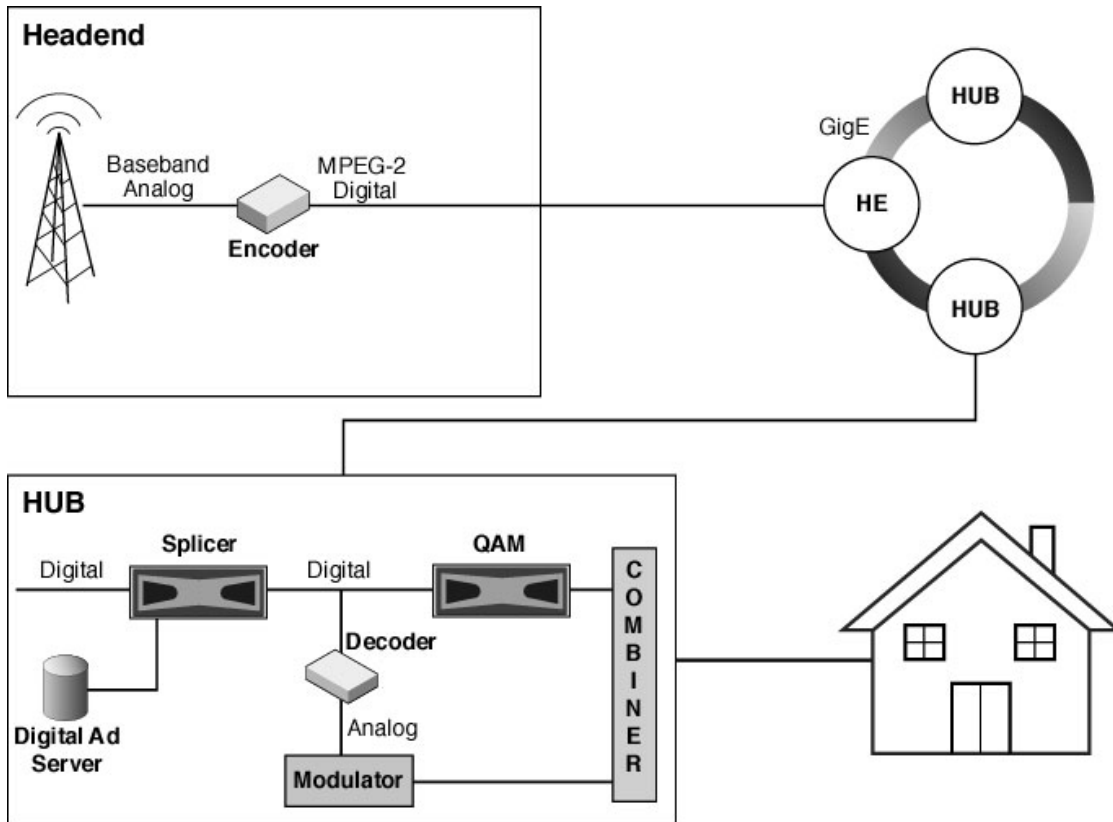 Headend
Baseband
Analog
MPEG-2
Digital
Encoder
GigE
HUB
HE
HUB
HUB
Splicer
QAM
Digital
Digital
Decoder
Analog
Digital Ad
Server
Modulator
COMBINER